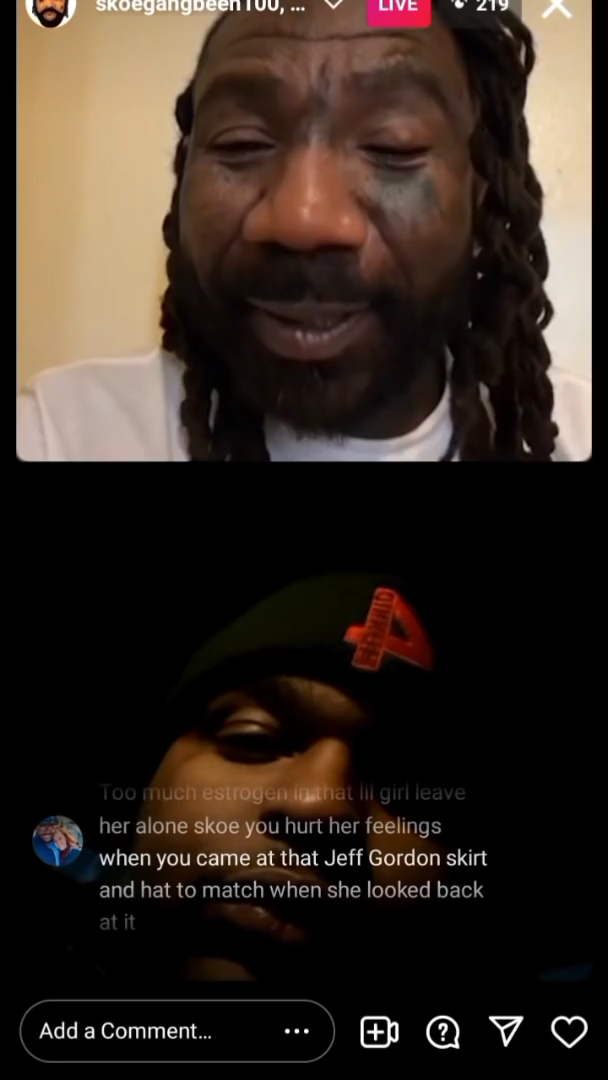 skoegangbeen100, ...
LIVE
219
4
Too much estrogen in that lil girl leave
her alone skoe you hurt her feelings
when you came at that Jeff Gordon skirt
and hat to match when she looked back
at it
Add a Comment...